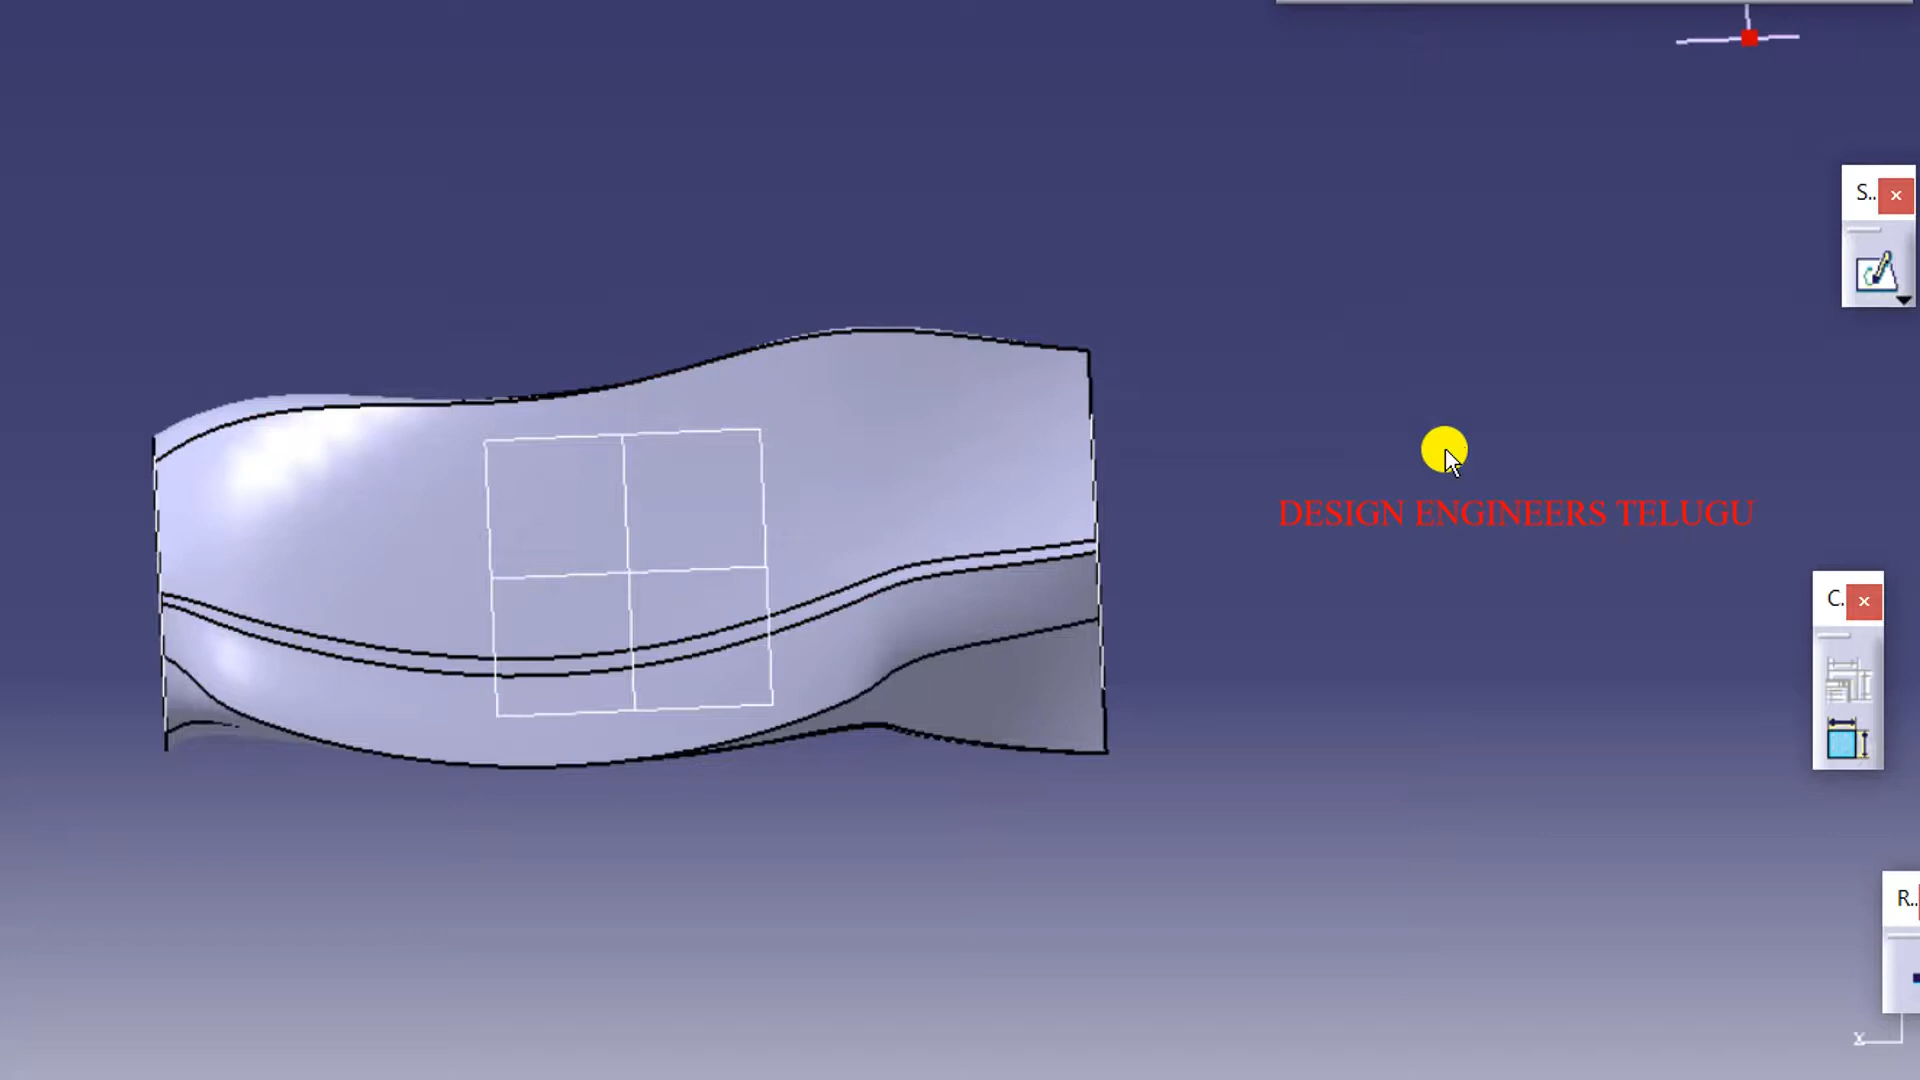 S..
DESIGN ENGINEERS TELUGU
C.
R..
x